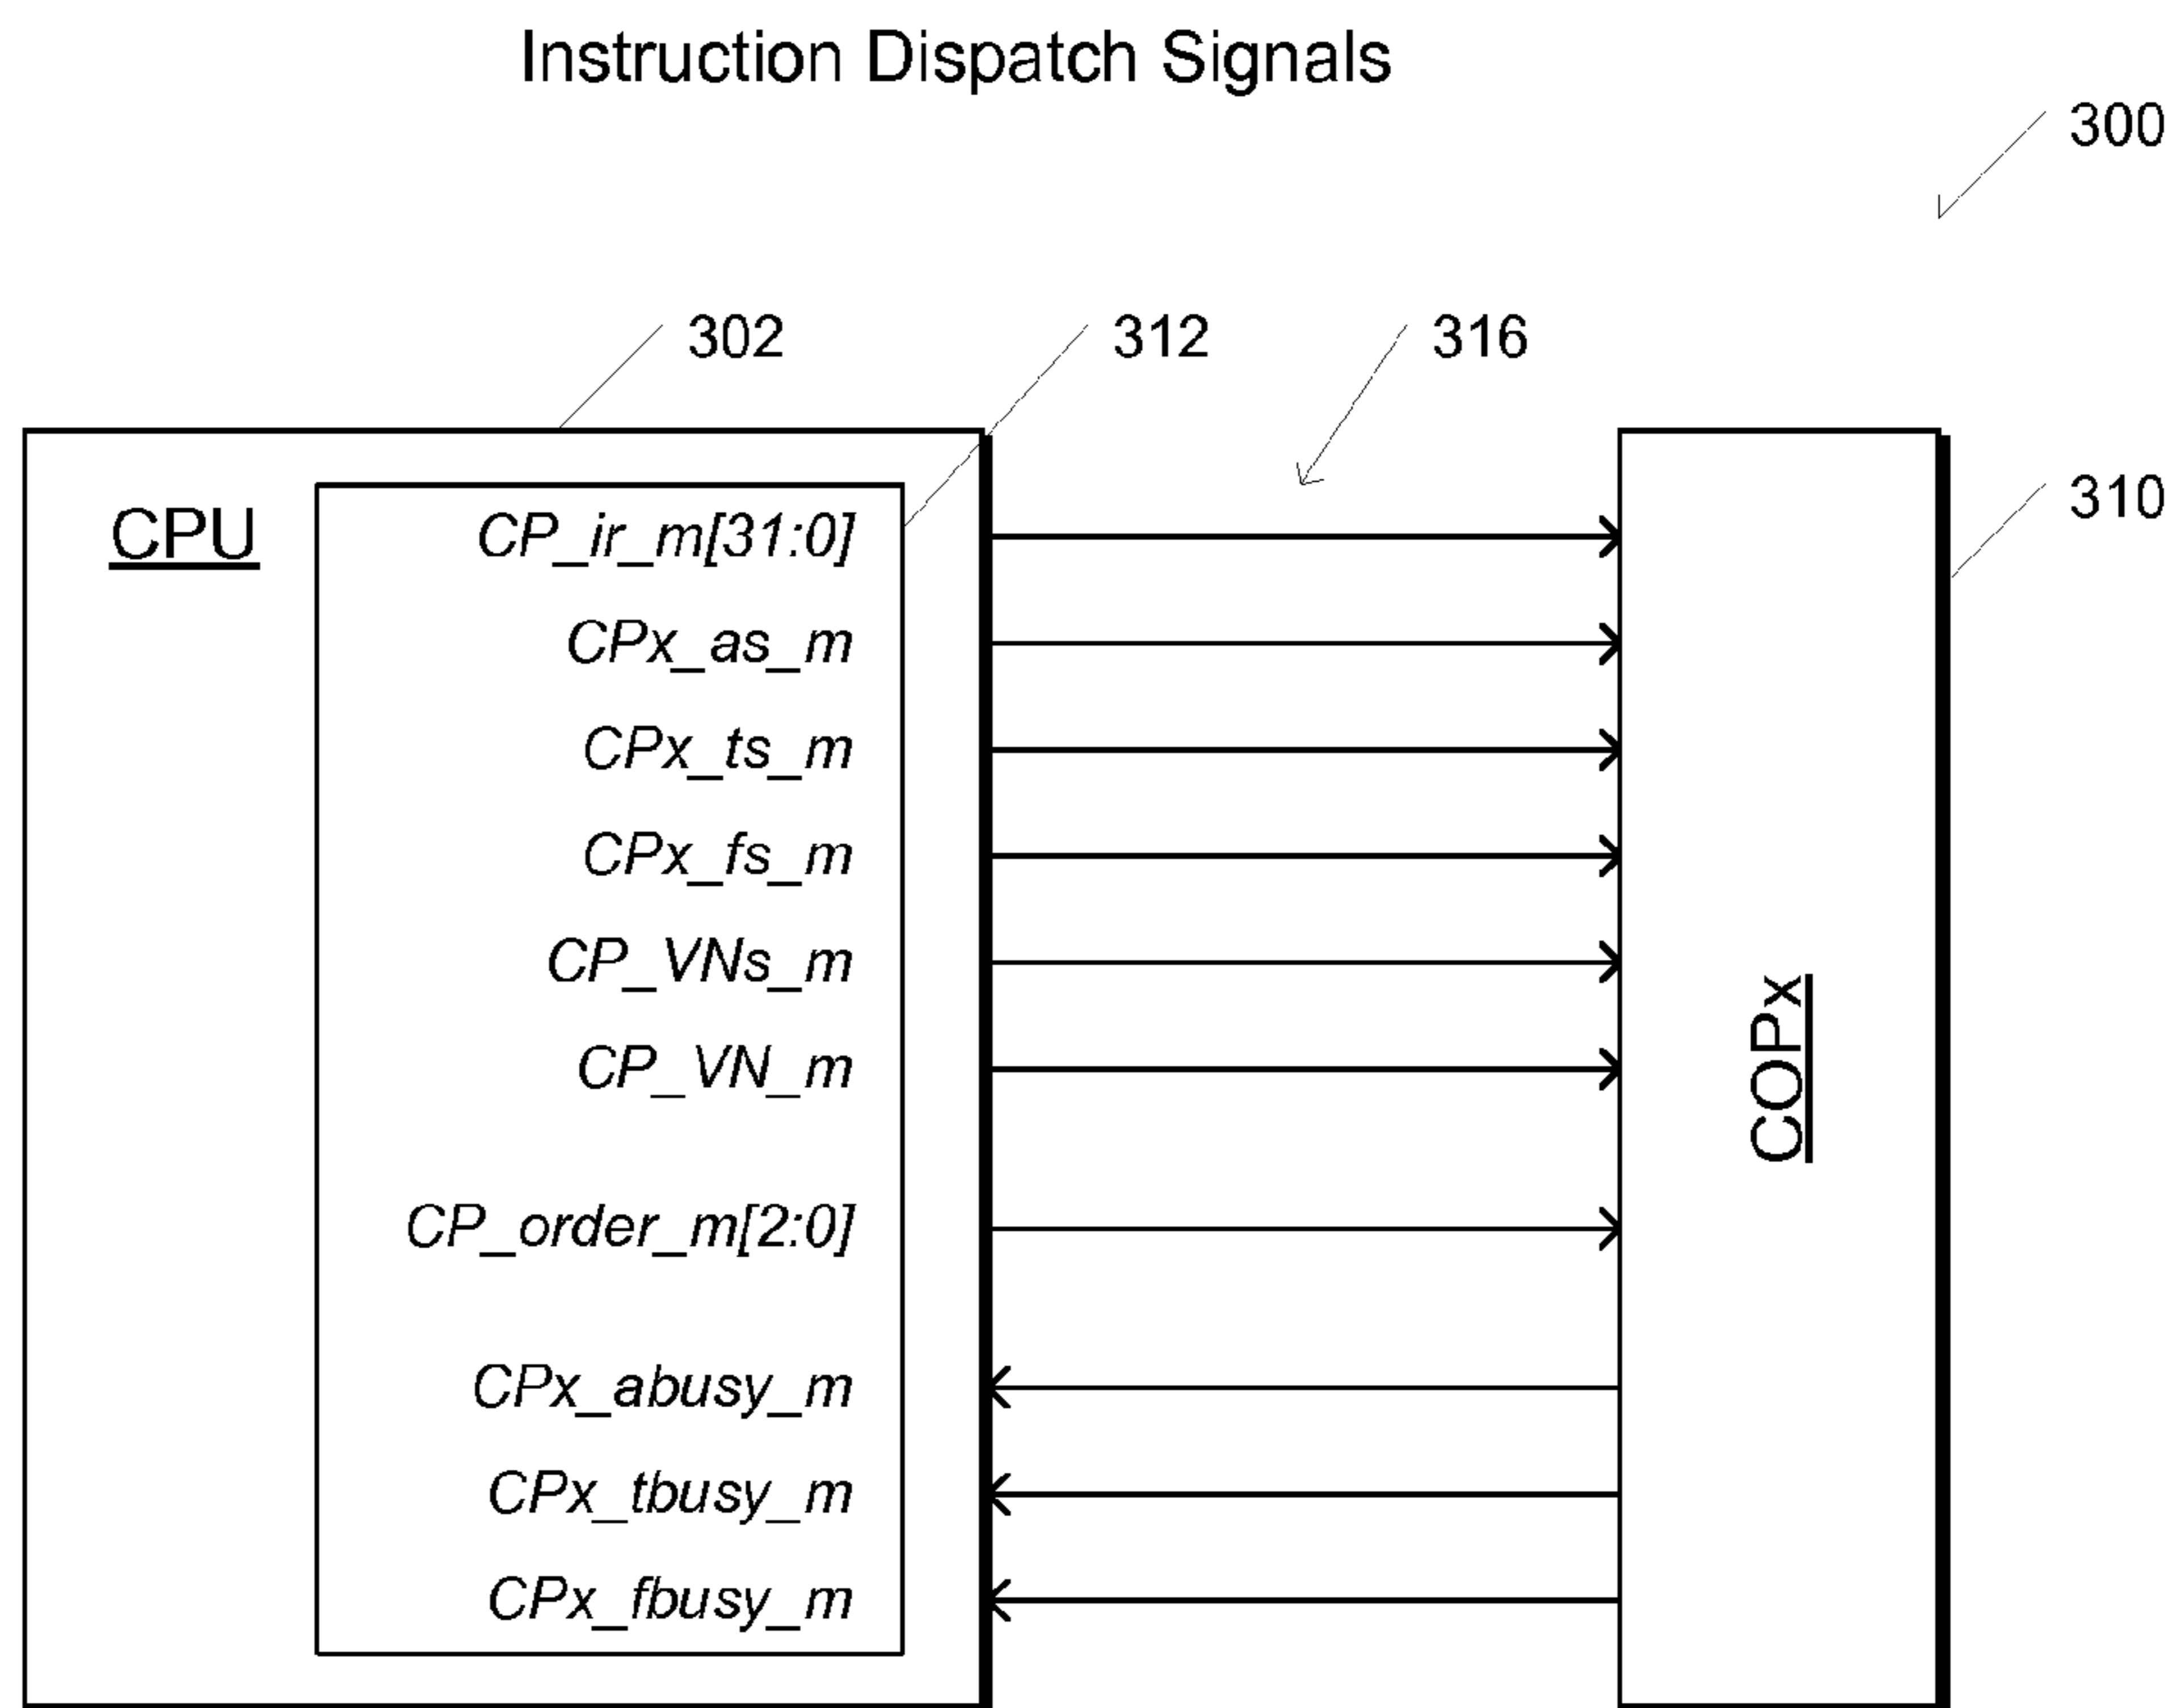 Instruction Dispatch Signals
300
302
312
316
CPU
CP_ir_m[31:0]
310
CPx_as_m
CPx_ts_m
CPx_fs_m
CP_VNs_m
CP_VN_m
COPx
CP_order_m[2:0]
CPx_abusy_m
CPx_tbusy_m
CPx_fbusy_m